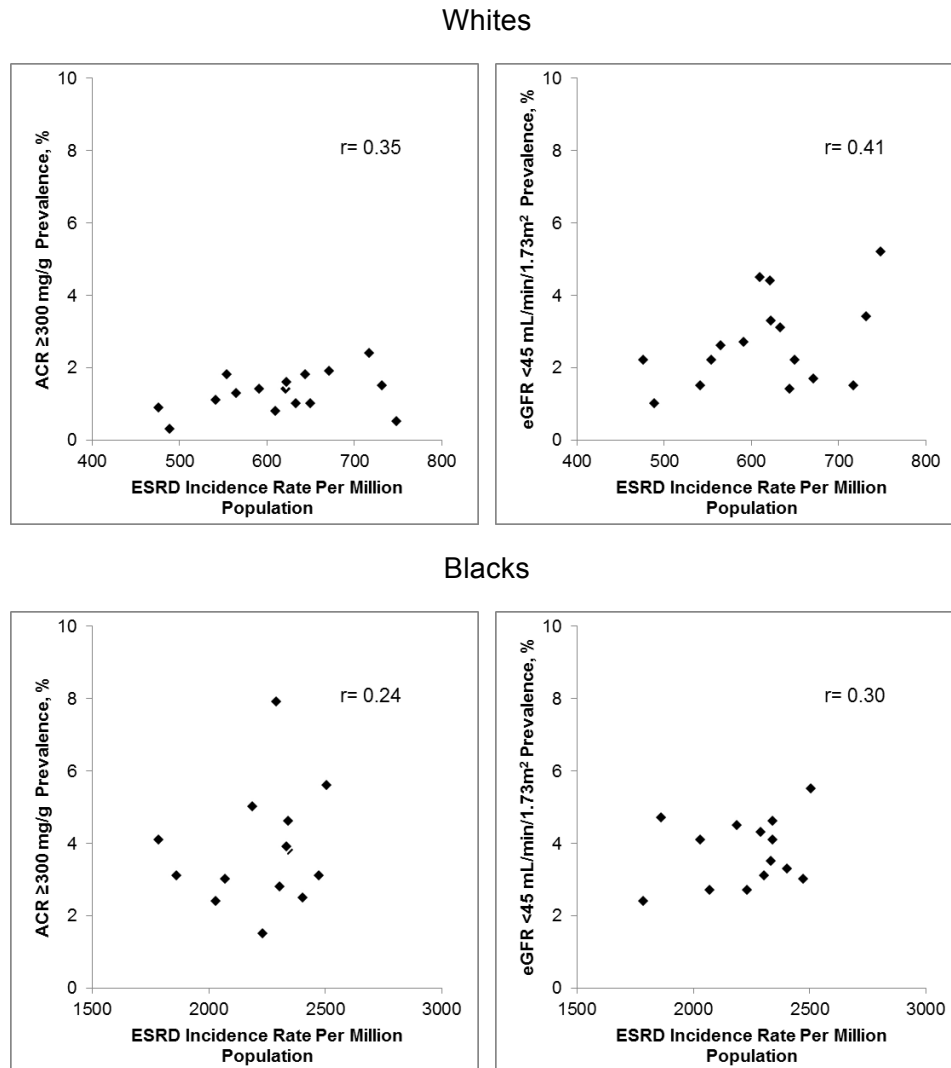 Whites
10
8
6
4
2
0
ACR ≥300 mg/g Prevalence, %
r= 0.35
400 500 600 700 800
ESRD Incidence Rate Per Million
Population
10
8
6
4
2
0
eGFR <45 mL/min/1.73m² Prevalence, %
r= 0.41
400 500 600 700 800
ESRD Incidence Rate Per Million
Population
Blacks
10
8
6
4
2
0
ACR ≥300 mg/g Prevalence, %
r= 0.24
1500 2000 2500 3000
ESRD Incidence Rate Per Million
Population
10
8
6
4
2
0
eGFR <45 mL/min/1.73m² Prevalence, %
r= 0.30
1500 2000 2500 3000
ESRD Incidence Rate Per Million
Population